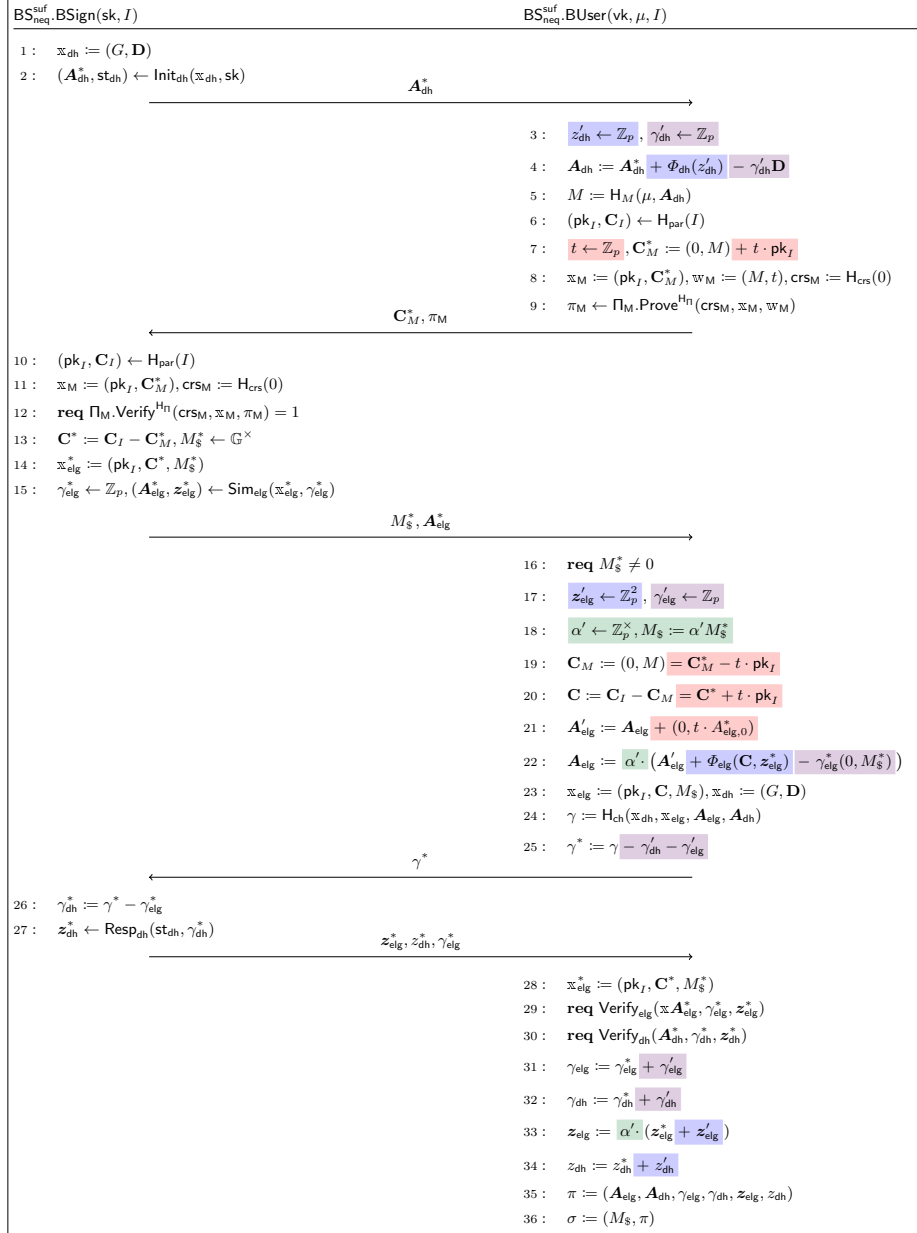 BS^suf_neq.BSign(sk, I)
BS^suf_neq.BUser(vk, μ, I)
1 : 𝕩_dh := (G, D)
2 : (A*_dh, st_dh) ← Init_dh(𝕩_dh, sk)
A*_dh
3 : z′_dh ← ℤ_p, γ′_dh ← ℤ_p
4 : A_dh := A*_dh + Φ_dh(z′_dh) − γ′_dh D
5 : M := H_M(μ, A_dh)
6 : (pk_I, C_I) ← H_par(I)
7 : t ← ℤ_p, C*_M := (0, M) + t · pk_I
8 : 𝕩_M := (pk_I, C*_M), 𝕨_M := (M, t), crs_M := H_crs(0)
9 : π_M ← Π_M.Prove^{H_Π}(crs_M, 𝕩_M, 𝕨_M)
C*_M, π_M
10 : (pk_I, C_I) ← H_par(I)
11 : 𝕩_M := (pk_I, C*_M), crs_M := H_crs(0)
12 : req Π_M.Verify^{H_Π}(crs_M, 𝕩_M, π_M) = 1
13 : C* := C_I − C*_M, M*_$ ← 𝔾^×
14 : 𝕩*_elg := (pk_I, C*, M*_$)
15 : γ*_elg ← ℤ_p, (A*_elg, z*_elg) ← Sim_elg(𝕩*_elg, γ*_elg)
M*_$, A*_elg
16 : req M*_$ ≠ 0
17 : z′_elg ← ℤ²_p, γ′_elg ← ℤ_p
18 : α′ ← ℤ^×_p, M_$ := α′M*_$
19 : C_M := (0, M) = C*_M − t · pk_I
20 : C := C_I − C_M = C* + t · pk_I
21 : A′_elg := A_elg + (0, t · A*_elg,0)
22 : A_elg := α′· (A′_elg + Φ_elg(C, z*_elg) − γ*_elg(0, M*_$))
23 : 𝕩_elg := (pk_I, C, M_$), 𝕩_dh := (G, D)
24 : γ := H_ch(𝕩_dh, 𝕩_elg, A_elg, A_dh)
25 : γ* := γ − γ′_dh − γ′_elg
γ*
26 : γ*_dh := γ* − γ*_elg
27 : z*_dh ← Resp_dh(st_dh, γ*_dh)
z*_elg, z*_dh, γ*_elg
28 : 𝕩*_elg := (pk_I, C*, M*_$)
29 : req Verify_elg(𝕩A*_elg, γ*_elg, z*_elg)
30 : req Verify_dh(A*_dh, γ*_dh, z*_dh)
31 : γ_elg := γ*_elg + γ′_elg
32 : γ_dh := γ*_dh + γ′_dh
33 : z_elg := α′· (z*_elg + z′_elg)
34 : z_dh := z*_dh + z′_dh
35 : π := (A_elg, A_dh, γ_elg, γ_dh, z_elg, z_dh)
36 : σ := (M_$, π)